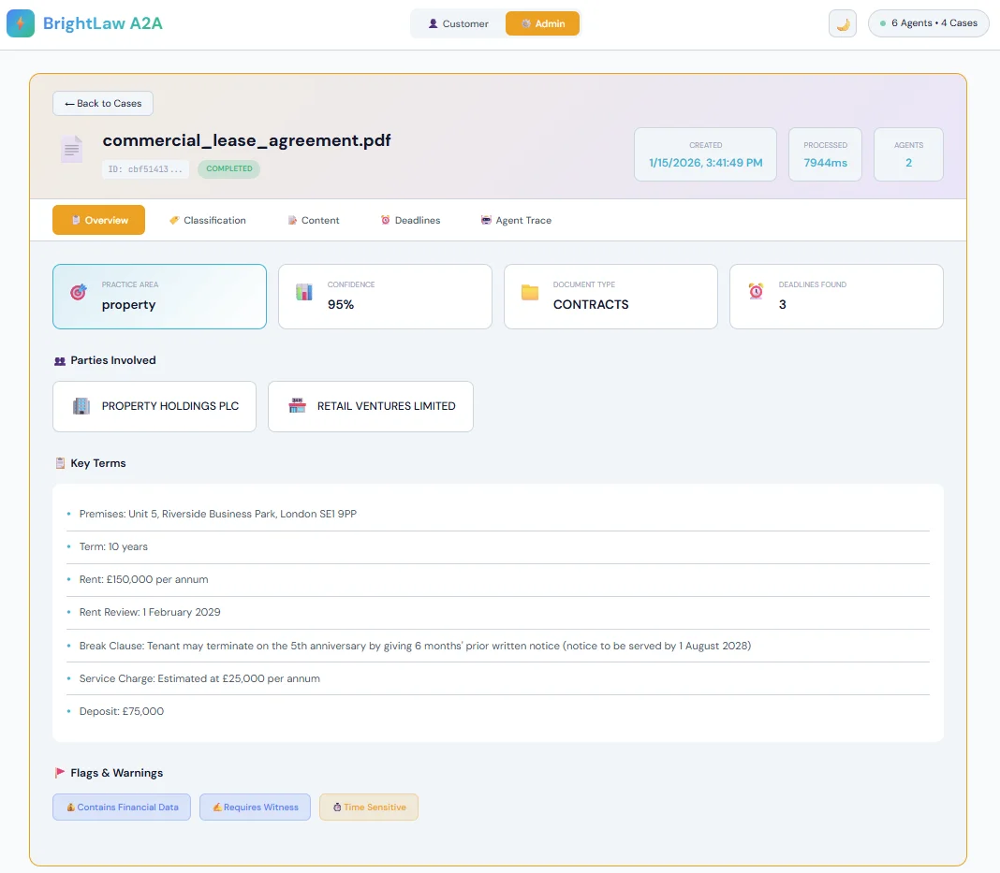 BrightLaw A2A
Customer
Admin
6 Agents • 4 Cases
← Back to Cases
commercial_lease_agreement.pdf
ID: cbf51413...
COMPLETED
CREATED
1/15/2026, 3:41:49 PM
PROCESSED
7944ms
AGENTS
2
Overview
Classification
Content
Deadlines
Agent Trace
PRACTICE AREA
property
CONFIDENCE
95%
DOCUMENT TYPE
CONTRACTS
DEADLINES FOUND
3
Parties Involved
PROPERTY HOLDINGS PLC
RETAIL VENTURES LIMITED
Key Terms
• Premises: Unit 5, Riverside Business Park, London SE1 9PP
• Term: 10 years
• Rent: £150,000 per annum
• Rent Review: 1 February 2029
• Break Clause: Tenant may terminate on the 5th anniversary by giving 6 months' prior written notice (notice to be served by 1 August 2028)
• Service Charge: Estimated at £25,000 per annum
• Deposit: £75,000
Flags & Warnings
Contains Financial Data
Requires Witness
Time Sensitive